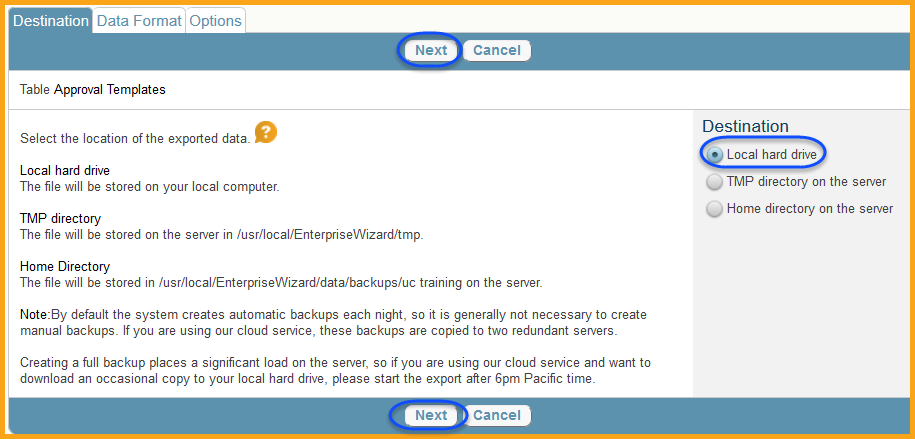 Destination Data Format Options
Next Cancel
Table Approval Templates
Select the location of the exported data. ?
Local hard drive
The file will be stored on your local computer.
TMP directory
The file will be stored on the server in /usr/local/EnterpriseWizard/tmp.
Home Directory
The file will be stored in /usr/local/EnterpriseWizard/data/backups/uc training on the server.
Note:By default the system creates automatic backups each night, so it is generally not necessary to create
manual backups. If you are using our cloud service, these backups are copied to two redundant servers.
Creating a full backup places a significant load on the server, so if you are using our cloud service and want to
download an occasional copy to your local hard drive, please start the export after 6pm Pacific time.
Destination
Local hard drive
TMP directory on the server
Home directory on the server
Next Cancel